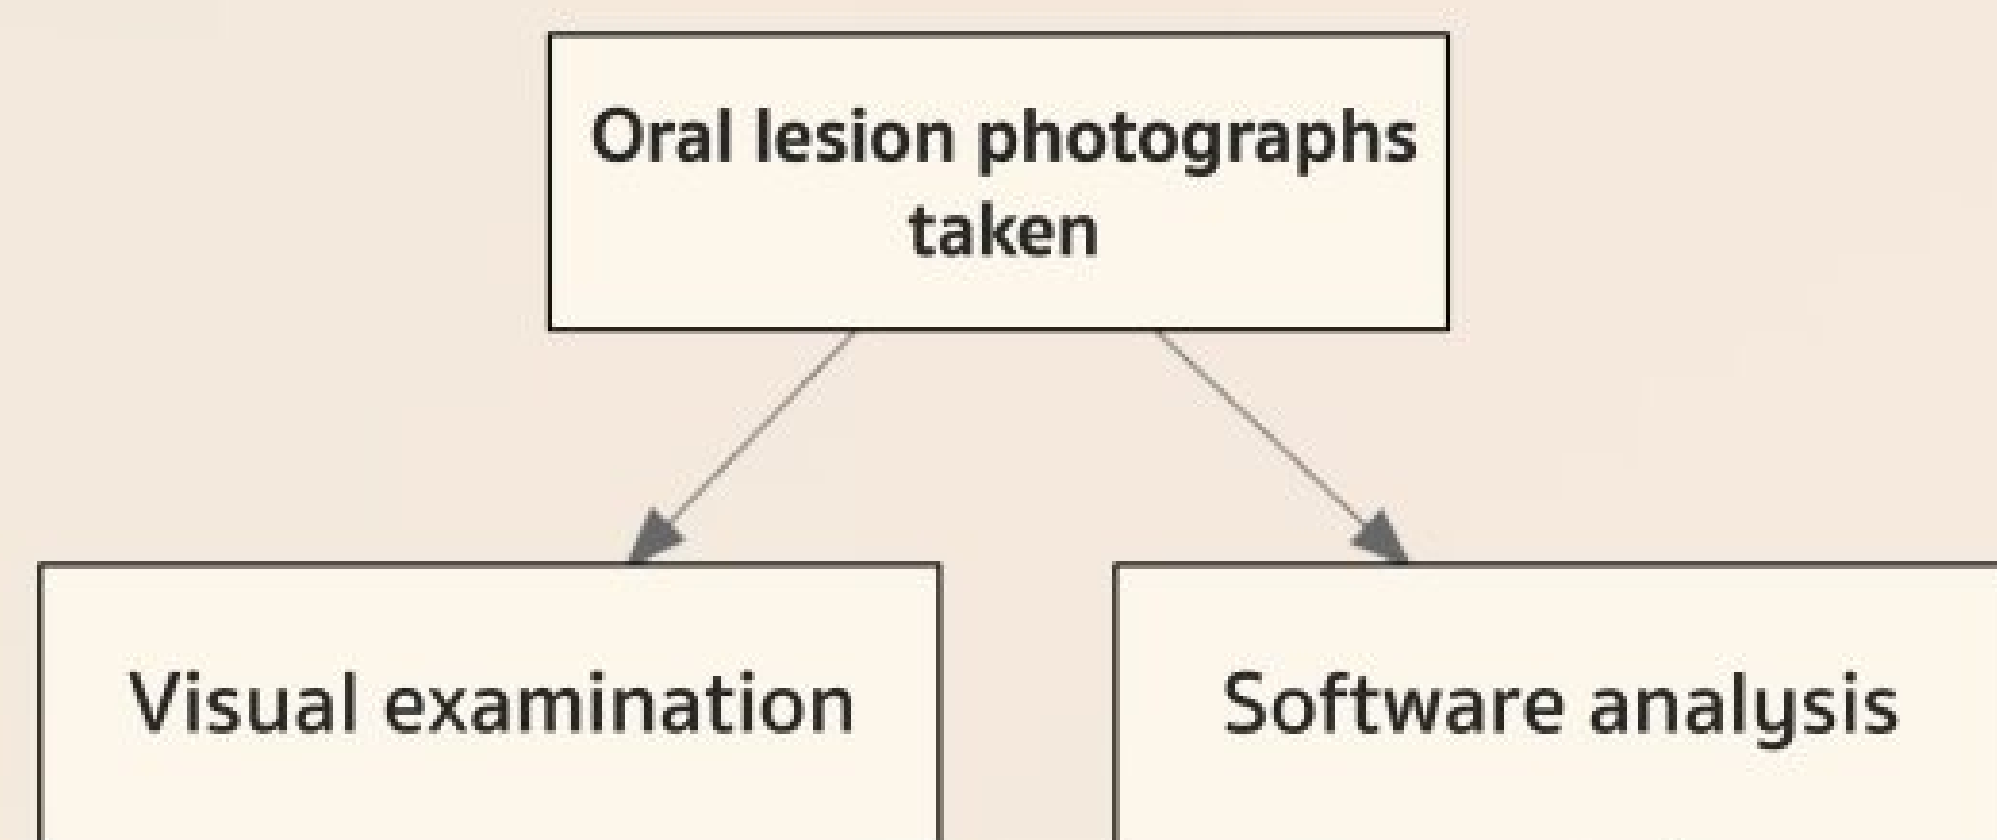 Oral lesion photographs
taken
Visual examination
Software analysis